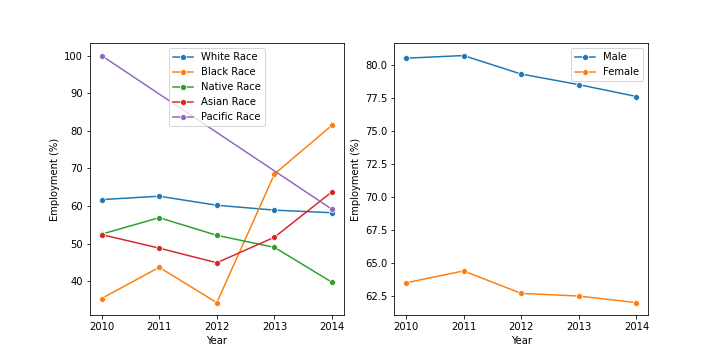 100
90
80
70
60
50
40
Employment (%)
2010 2011 2012 2013 2014
Year
White Race
Black Race
Native Race
Asian Race
Pacific Race
80.0
77.5
75.0
72.5
70.0
67.5
65.0
62.5
Employment (%)
2010 2011 2012 2013 2014
Year
Male
Female